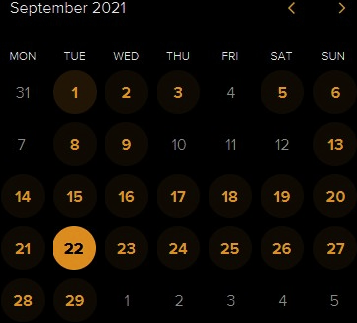 September 2021
MON TUE WED THU FRI SAT SUN
31 1 2 3 4 5 6
7 8 9 10 11 12 13
14 15 16 17 18 19 20
21 22 23 24 25 26 27
28 29 1 2 3 4 5